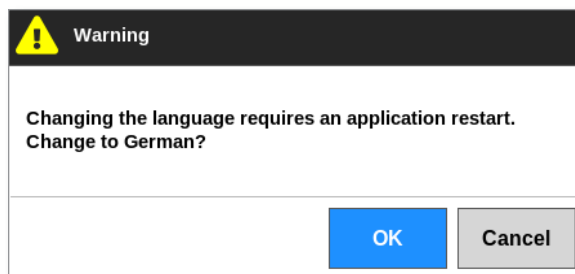 Warning
Changing the language requires an application restart.
Change to German?
OK
Cancel